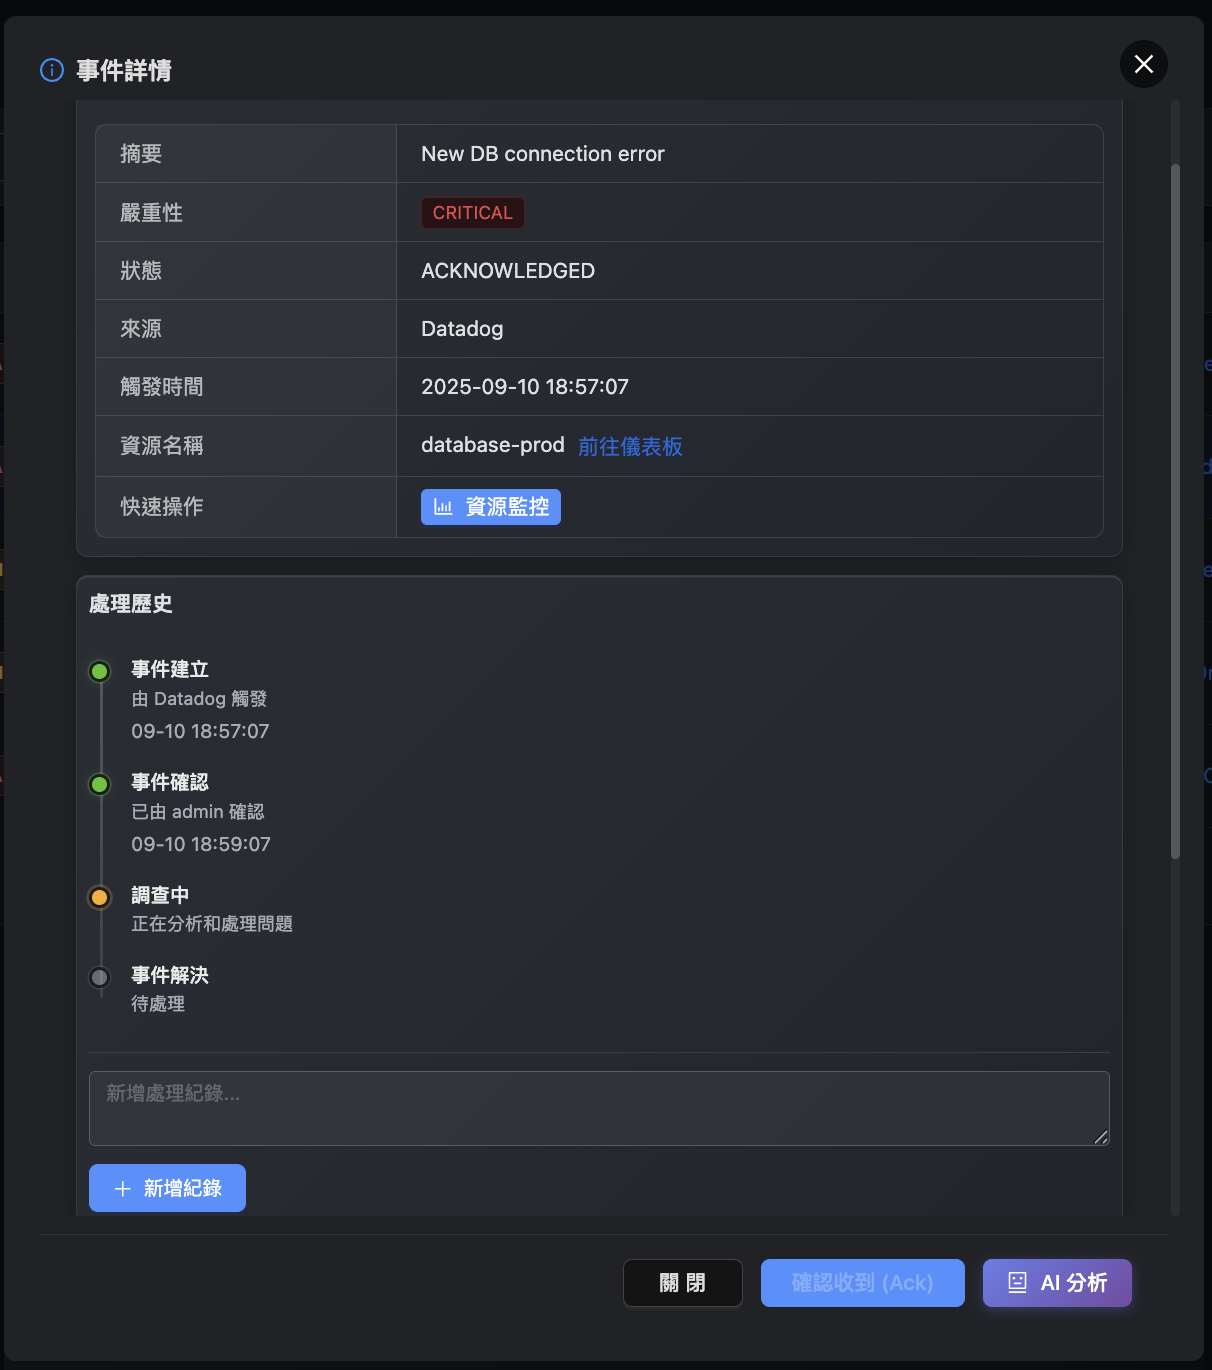 事件詳情
摘要
New DB connection error
嚴重性
CRITICAL
狀態
ACKNOWLEDGED
來源
Datadog
觸發時間
2025-09-10 18:57:07
資源名稱
database-prod 前往儀表板
快速操作
資源監控
處理歷史
事件建立
由 Datadog 觸發
09-10 18:57:07
事件確認
已由 admin 確認
09-10 18:59:07
調查中
正在分析和處理問題
事件解決
待處理
新增處理紀錄...
新增紀錄
關 閉
確認收到 (Ack)
AI 分析